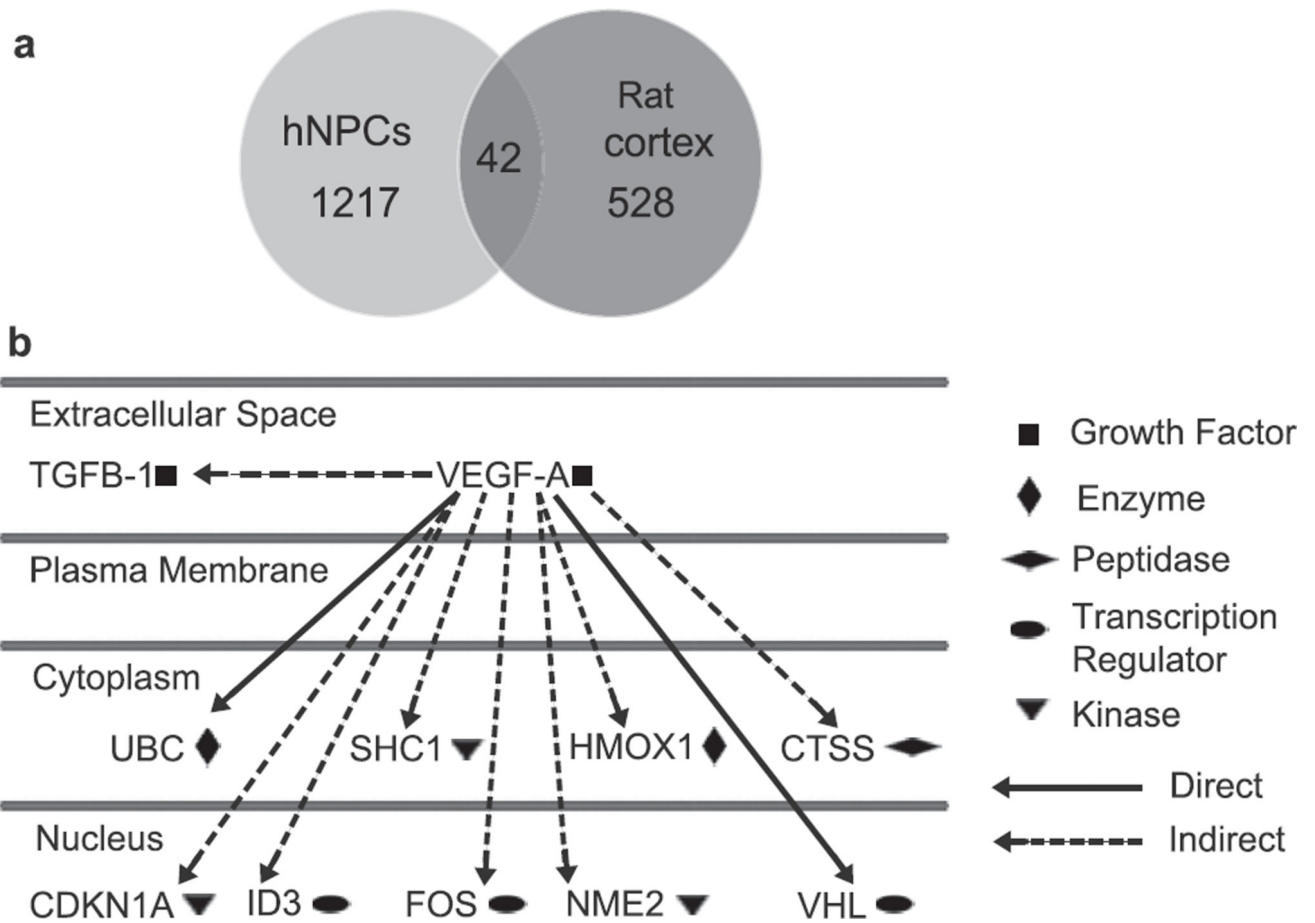 a
hNPCs
1217
42
Rat
cortex
528
b
Extracellular Space
TGFB-1
VEGF-A
Plasma Membrane
Cytoplasm
UBC
SHC1
HMOX1
CTSS
Nucleus
CDKN1A
ID3
FOS
NME2
VHL
Growth Factor
Enzyme
Peptidase
Transcription
Regulator
Kinase
Direct
Indirect